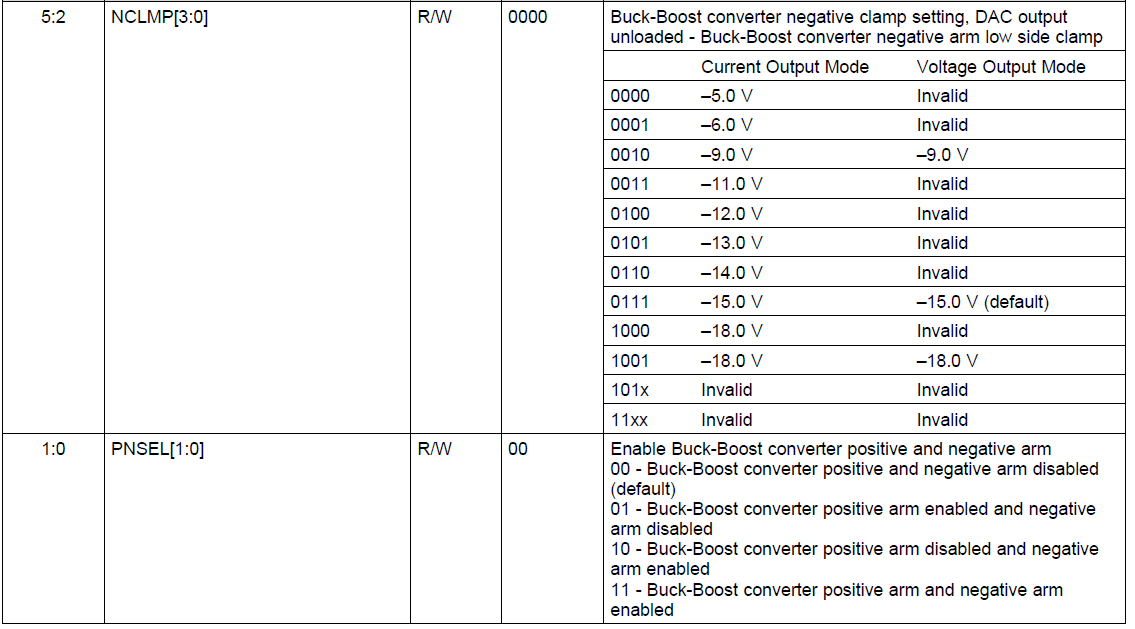 5:2 NCLMP[3:0] R/W 0000 Buck-Boost converter negative clamp setting, DAC output
unloaded - Buck-Boost converter negative arm low side clamp
Current Output Mode Voltage Output Mode
0000 –5.0 V Invalid
0001 –6.0 V Invalid
0010 –9.0 V –9.0 V
0011 –11.0 V Invalid
0100 –12.0 V Invalid
0101 –13.0 V Invalid
0110 –14.0 V Invalid
0111 –15.0 V –15.0 V (default)
1000 –18.0 V Invalid
1001 –18.0 V –18.0 V
101x Invalid Invalid
11xx Invalid Invalid
1:0 PNSEL[1:0] R/W 00 Enable Buck-Boost converter positive and negative arm
00 - Buck-Boost converter positive and negative arm disabled
(default)
01 - Buck-Boost converter positive arm enabled and negative
arm disabled
10 - Buck-Boost converter positive arm disabled and negative
arm enabled
11 - Buck-Boost converter positive arm and negative arm
enabled